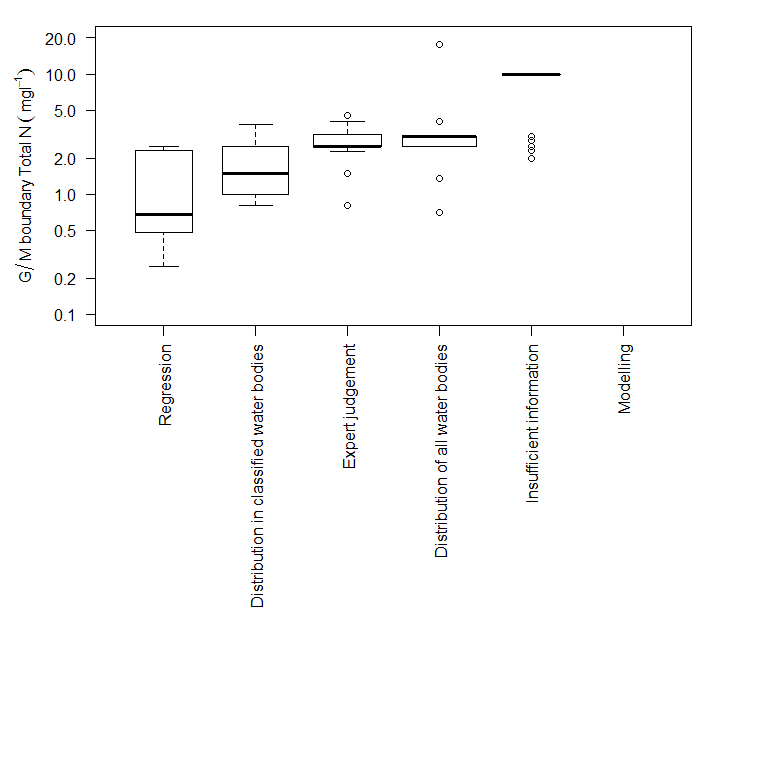 G/M boundary Total N ( mgl⁻¹)
20.0
10.0
5.0
2.0
1.0
0.5
0.2
0.1
Regression
Distribution in classified water bodies
Expert judgement
Distribution of all water bodies
Insufficient information
Modelling